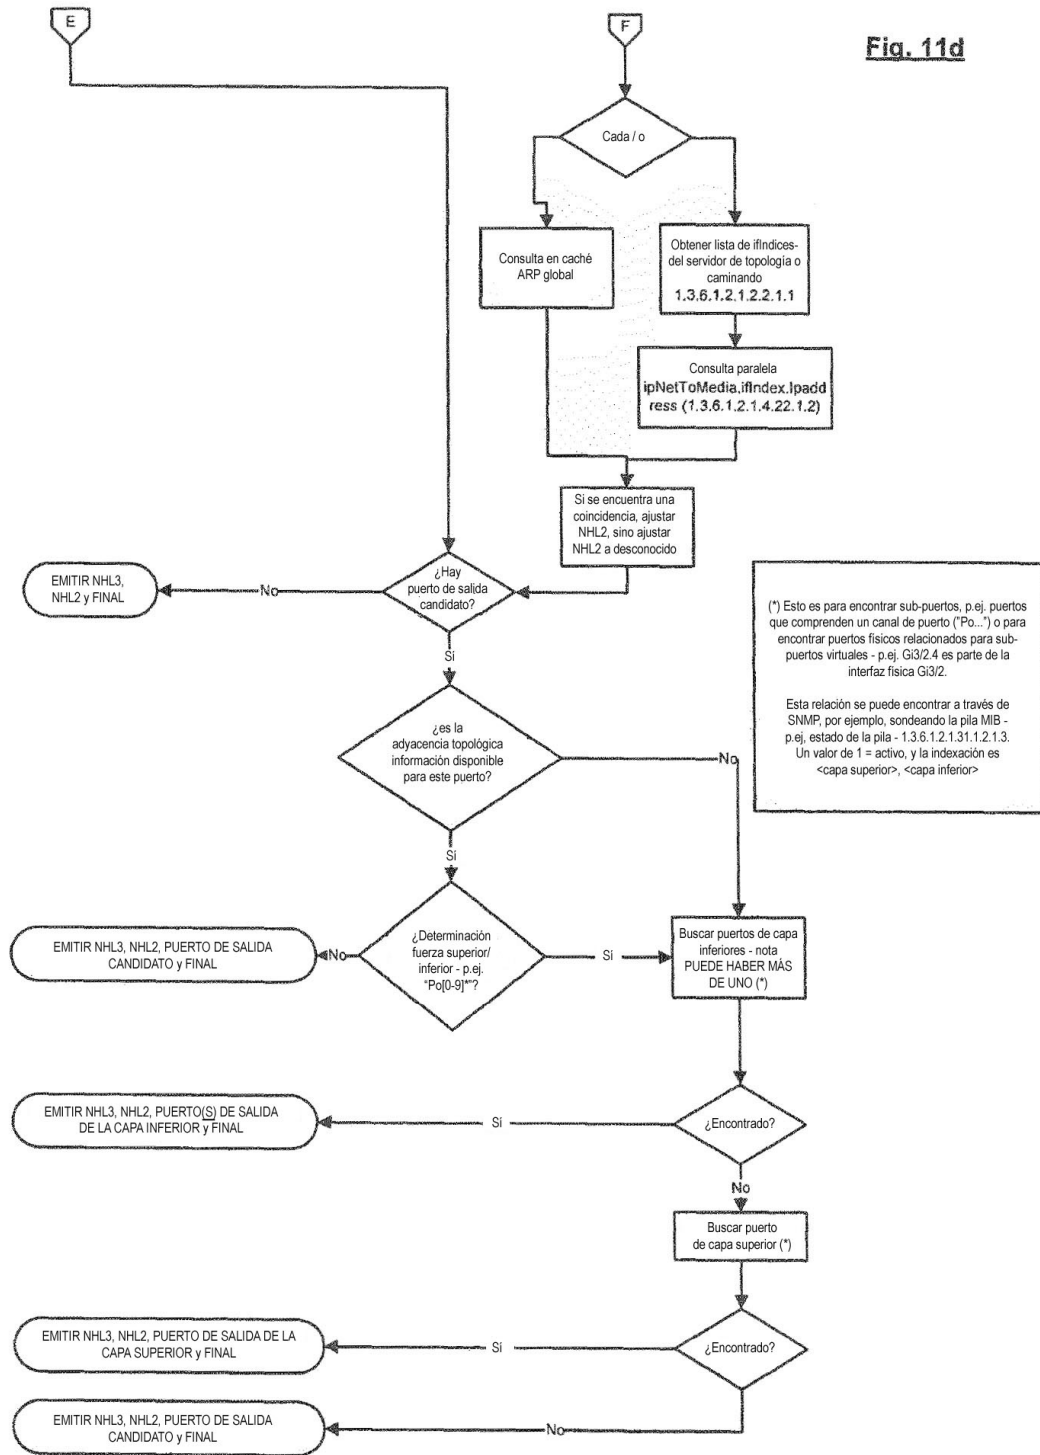 E
F
Fig. 11d
Cada / o
Consulta en caché
ARP global
Obtener lista de ifIndices-
del servidor de topología o
caminando
1.3.6.1.2.1.2.2.1.1
Consulta paralela
ipNetToMedia.ifIndex.Ipadd
ress (1.3.6.1.2.1.4.22.1.2)
Si se encuentra una
coincidencia, ajustar
NHL2, sino ajustar
NHL2 a desconocido
EMITIR NHL3,
NHL2 y FINAL
No
¿Hay
puerto de salida
candidato?
Si
(*) Esto es para encontrar sub-puertos, p.ej. puertos
que comprenden un canal de puerto ("Po...") o para
encontrar puertos físicos relacionados para sub-
puertos virtuales - p.ej. Gi3/2.4 es parte de la
interfaz física Gi3/2.
Esta relación se puede encontrar a través de
SNMP, por ejemplo, sondeando la pila MIB -
p.ej, estado de la pila - 1.3.6.1.2.1.31.1.2.1.3.
Un valor de 1 = activo, y la indexación es
<capa superior>, <capa inferior>
¿es la
adyacencia topológica
información disponible
para este puerto?
No
Si
EMITIR NHL3, NHL2, PUERTO DE SALIDA
CANDIDATO y FINAL
No
¿Determinación
fuerza superior/
inferior - p.ej.
"Po[0-9]*"?
Si
Buscar puertos de capa
inferiores - nota
PUEDE HABER MÁS
DE UNO (*)
EMITIR NHL3, NHL2, PUERTO(S) DE SALIDA
DE LA CAPA INFERIOR y FINAL
Si
¿Encontrado?
No
Buscar puerto
de capa superior (*)
EMITIR NHL3, NHL2, PUERTO DE SALIDA DE LA
CAPA SUPERIOR y FINAL
Si
¿Encontrado?
EMITIR NHL3, NHL2, PUERTO DE SALIDA
CANDIDATO y FINAL
No